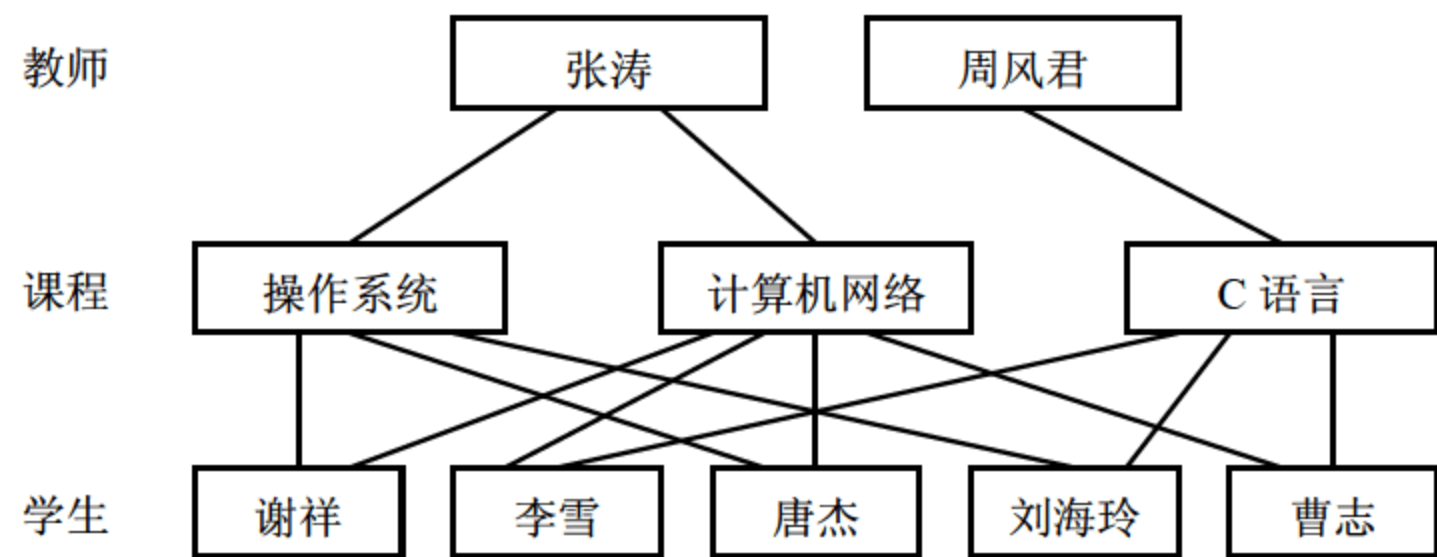 教师 张涛 周风君
课程 操作系统 计算机网络 C 语言
学生 谢祥 李雪 唐杰 刘海玲 曹志